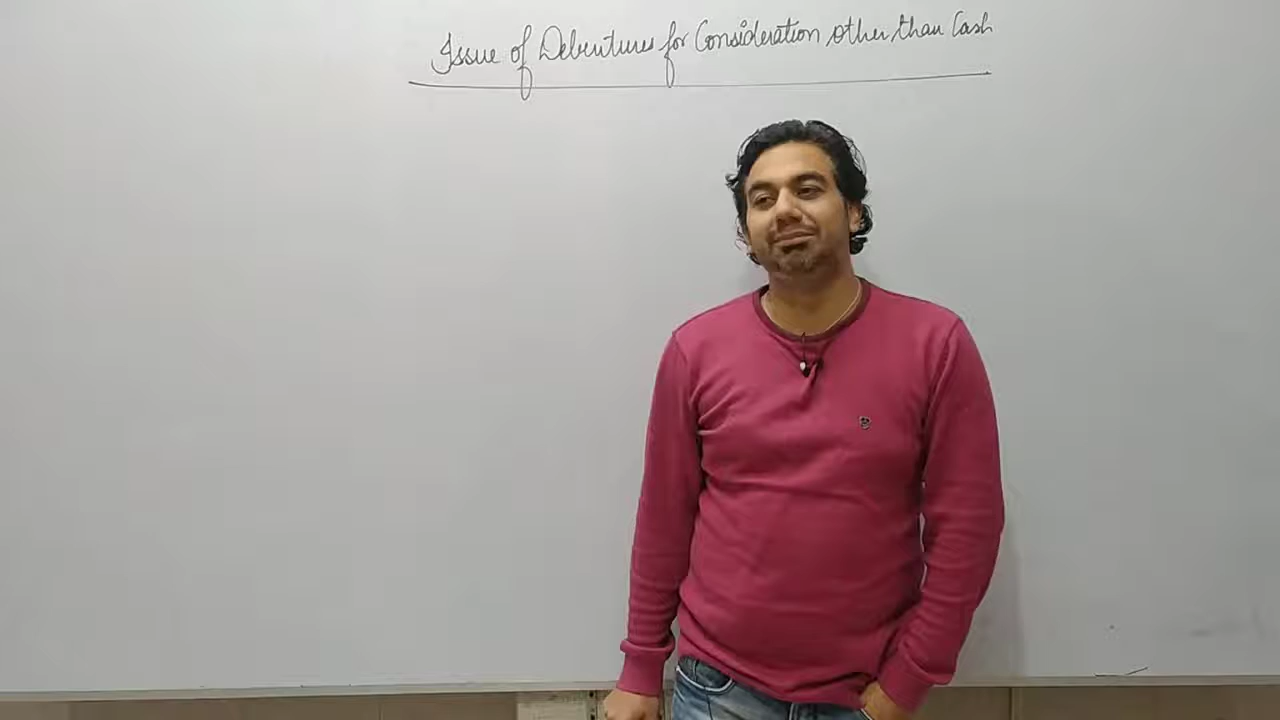 Issue of Debentures for Consideration other than Cash